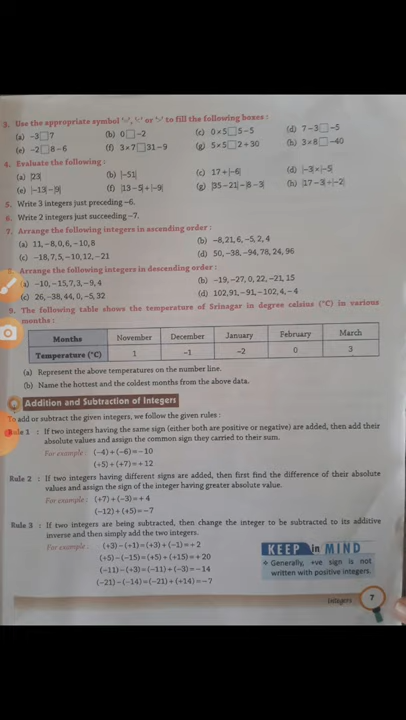 3. Use the appropriate symbol '>', '<' or '=' to fill the following boxes :
(a) −3□7 (b) 0□−2 (c) 0×5□5−5 (d) 7−3□−5
(e) −2□8−6 (f) 3×7□31−9 (g) 5×5□2+30 (h) 3×8□−40
4. Evaluate the following :
(a) |23| (b) |−51| (c) 17+|−6| (d) |−3|×|−5|
(e) |−13|−|9| (f) |13−5|+|−9| (g) |35−21|−|8−3| (h) |17−3|+|−2|
5. Write 3 integers just preceding −6.
6. Write 2 integers just succeeding −7.
7. Arrange the following integers in ascending order :
(a) 11,−8,0,6,−10,8 (b) −8,21,6,−5,2,4
(c) −18,7,5,−10,12,−21 (d) 50,−38,−94,78,24,96
8. Arrange the following integers in descending order :
(a) −10,−15,7,3,−9,4 (b) −19,−27,0,22,−21,15
(c) 26,−38,44,0,−5,32 (d) 102,91,−91,−102,4,−4
9. The following table shows the temperature of Srinagar in degree celsius (°C) in various
months :
Months November December January February March
Temperature (°C) 1 −1 −2 0 3
(a) Represent the above temperatures on the number line.
(b) Name the hottest and the coldest months from the above data.
Addition and Subtraction of Integers
To add or subtract the given integers, we follow the given rules :
Rule 1 : If two integers having the same sign (either both are positive or negative) are added, then add their
absolute values and assign the common sign they carried to their sum.
For example : (−4)+(−6)=−10
(+5)+(+7)=+12
Rule 2 : If two integers having different signs are added, then first find the difference of their absolute
values and assign the sign of the integer having greater absolute value.
For example : (+7)+(−3)=+4
(−12)+(+5)=−7
Rule 3 : If two integers are being subtracted, then change the integer to be subtracted to its additive
inverse and then simply add the two integers.
For example : (+3)−(+1)=(+3)+(−1)=+2
(+5)−(−15)=(+5)+(+15)=+20
(−11)−(+3)=(−11)+(−3)=−14
(−21)−(−14)=(−21)+(+14)=−7
KEEP in MIND
Generally, +ve sign is not
written with positive integers.
Integers 7